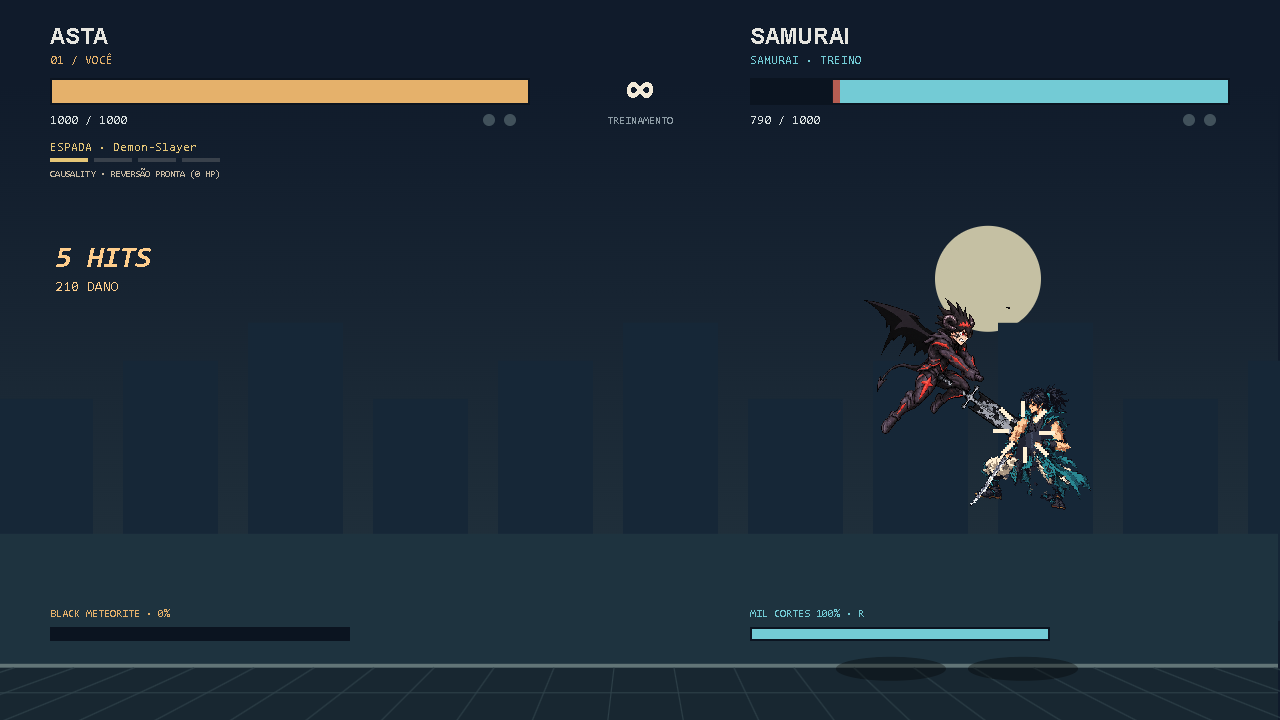 ASTA
01 / VOCÊ
1000 / 1000
ESPADA · Demon-Slayer
CAUSALITY · REVERSÃO PRONTA (0 HP)
∞
TREINAMENTO
SAMURAI
SAMURAI · TREINO
790 / 1000
5 HITS
210 DANO
BLACK METEORITE · 0%
MIL CORTES 100% · R